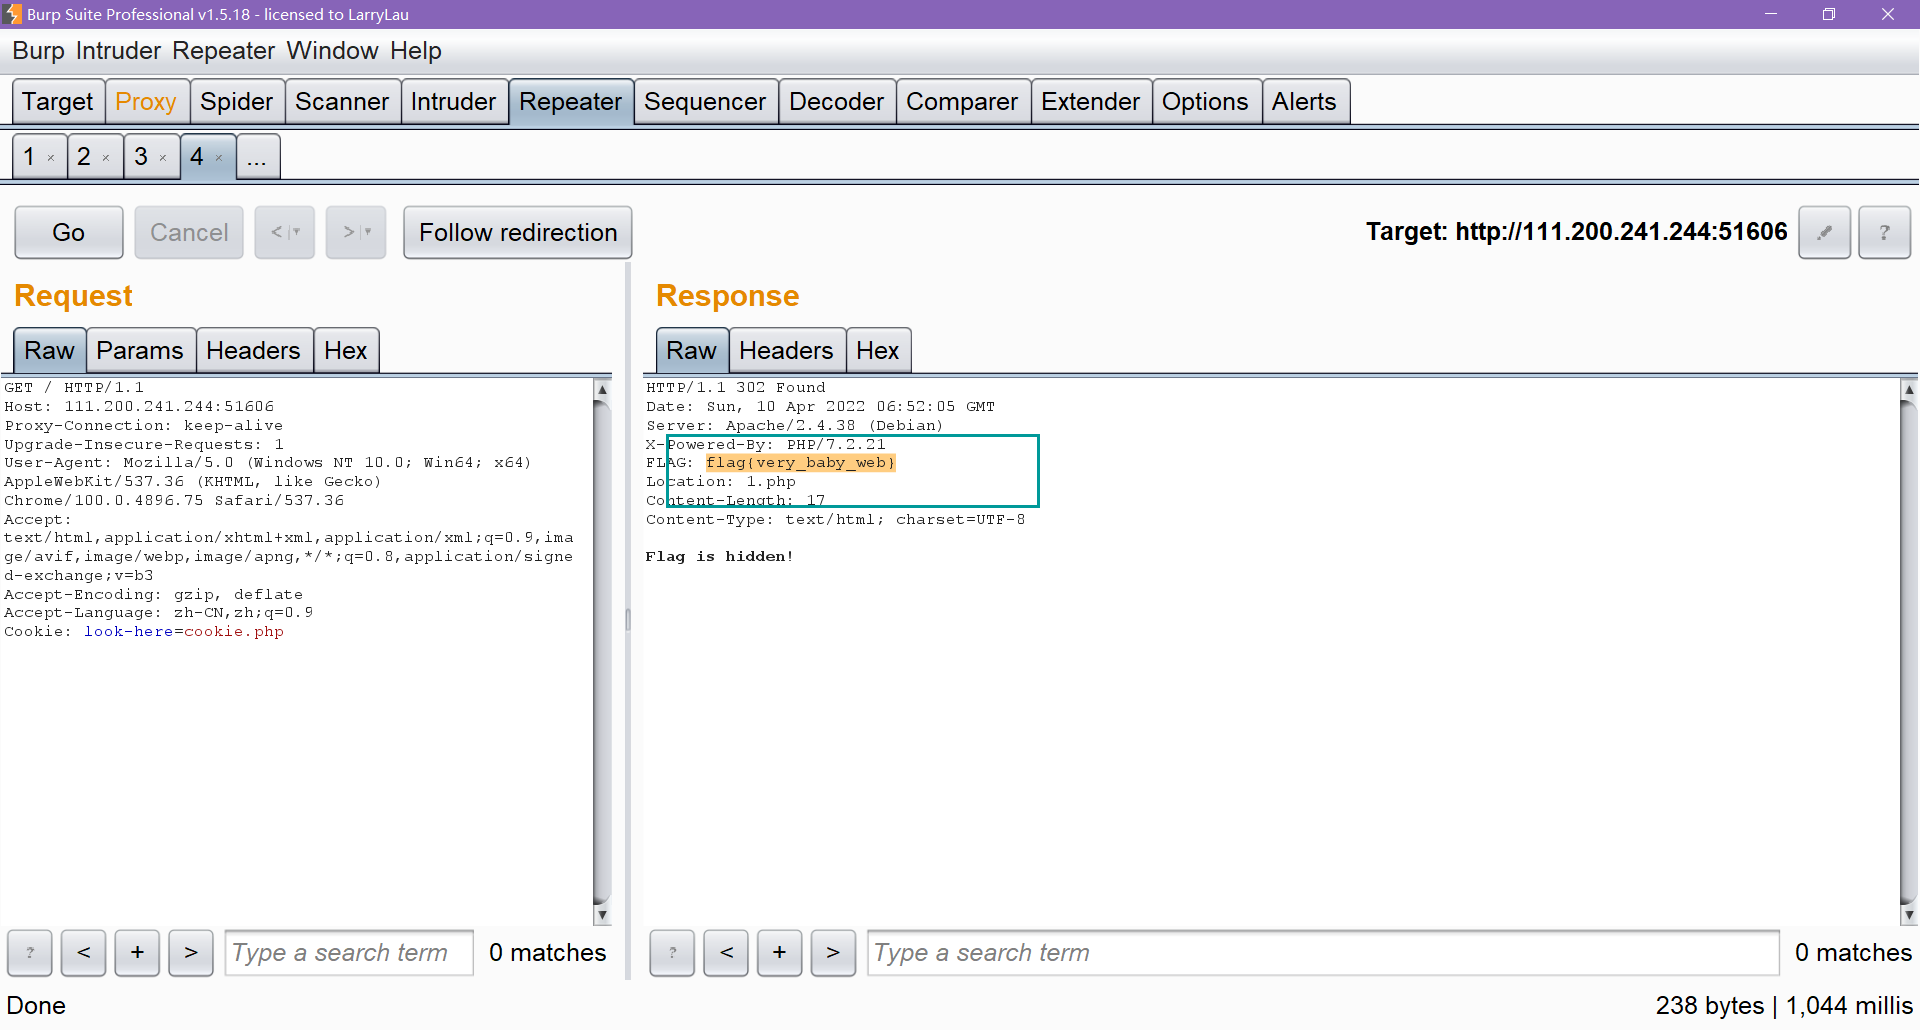 Burp Suite Professional v1.5.18 - licensed to LarryLau
Burp Intruder Repeater Window Help
Target Proxy Spider Scanner Intruder Repeater Sequencer Decoder Comparer Extender Options Alerts
1 × 2 × 3 × 4 × ...
Go Cancel < > Follow redirection Target: http://111.200.241.244:51606 ?
Request
Raw Params Headers Hex
GET / HTTP/1.1
Host: 111.200.241.244:51606
Proxy-Connection: keep-alive
Upgrade-Insecure-Requests: 1
User-Agent: Mozilla/5.0 (Windows NT 10.0; Win64; x64)
AppleWebKit/537.36 (KHTML, like Gecko)
Chrome/100.0.4896.75 Safari/537.36
Accept:
text/html,application/xhtml+xml,application/xml;q=0.9,ima
ge/avif,image/webp,image/apng,*/*;q=0.8,application/signe
d-exchange;v=b3
Accept-Encoding: gzip, deflate
Accept-Language: zh-CN,zh;q=0.9
Cookie: look-here=cookie.php
? < + > Type a search term 0 matches
Response
Raw Headers Hex
HTTP/1.1 302 Found
Date: Sun, 10 Apr 2022 06:52:05 GMT
Server: Apache/2.4.38 (Debian)
X-Powered-By: PHP/7.2.21
FLAG: flag{very_baby_web}
Location: 1.php
Content-Length: 17
Content-Type: text/html; charset=UTF-8
Flag is hidden!
? < + > Type a search term 0 matches
Done 238 bytes | 1,044 millis